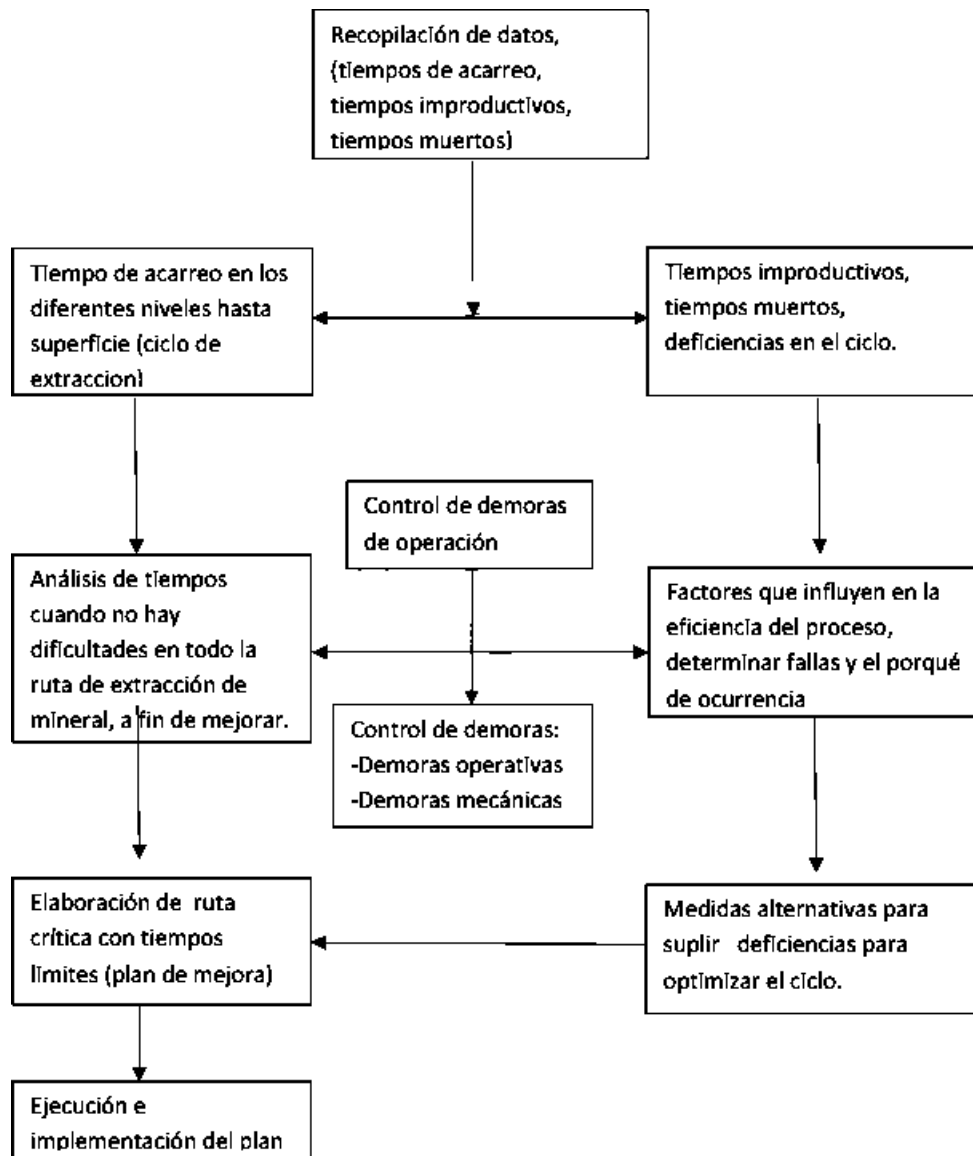 Recopilación de datos,
(tiempos de acarreo,
tiempos improductivos,
tiempos muertos)
Tiempo de acarreo en los
diferentes niveles hasta
superficie (ciclo de
extraccion)
Tiempos improductivos,
tiempos muertos,
deficiencias en el ciclo.
Control de demoras
de operación
Análisis de tiempos
cuando no hay
dificultades en todo la
ruta de extracción de
mineral, a fin de mejorar.
Factores que influyen en la
eficiencia del proceso,
determinar fallas y el porqué
de ocurrencia
Control de demoras:
-Demoras operativas
-Demoras mecánicas
Elaboración de ruta
crítica con tiempos
límites (plan de mejora)
Medidas alternativas para
suplir deficiencias para
optimizar el ciclo.
Ejecución e
implementación del plan